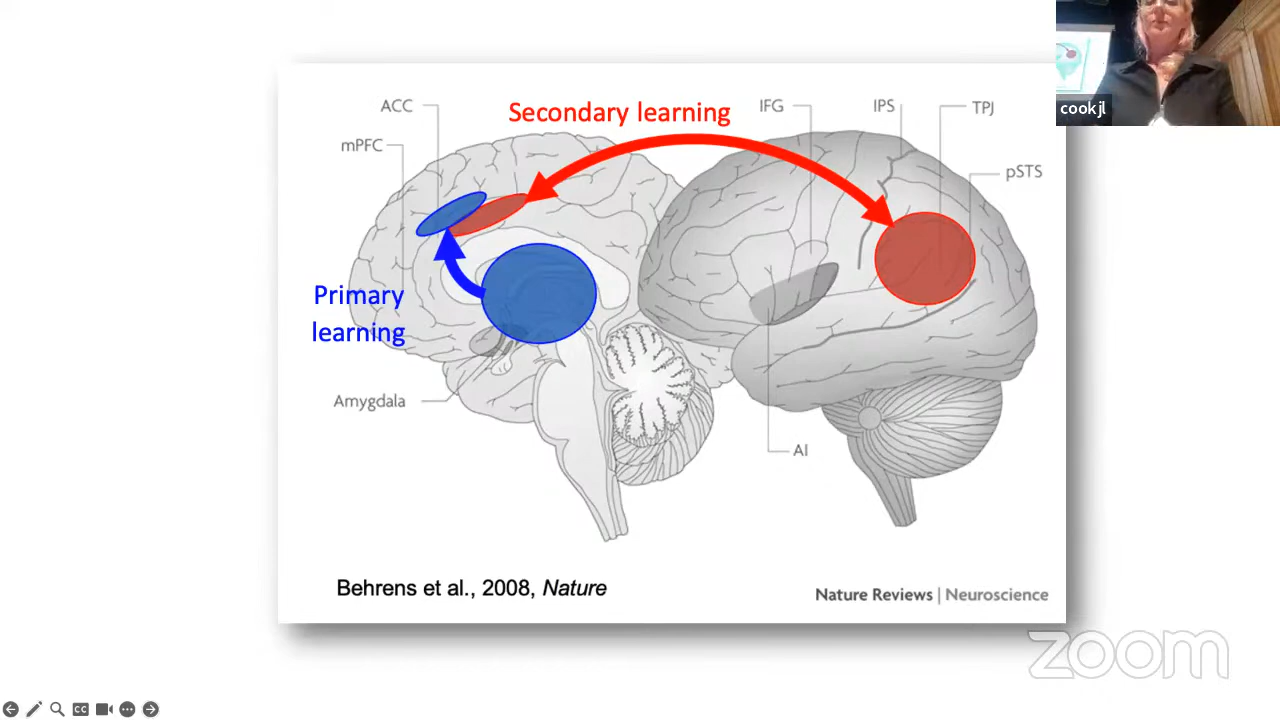 cookjl
ACC
Secondary learning
IFG
IPS
TPJ
mPFC
pSTS
Primary
learning
Amygdala
AI
Behrens et al., 2008, Nature
Nature Reviews | Neuroscience
zoom
CC